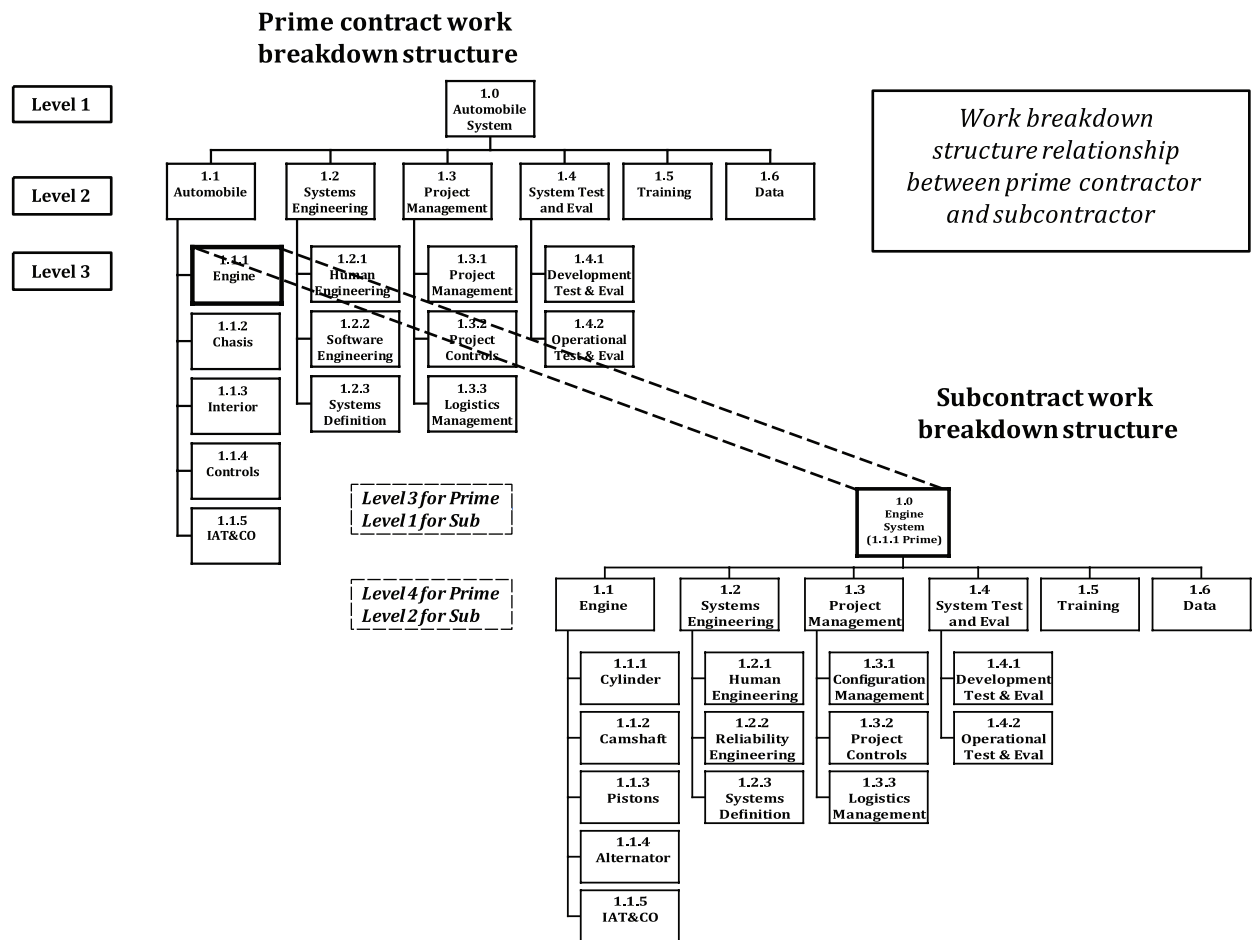 Prime contract work
breakdown structure
Level 1
1.0
Automobile
System
Work breakdown
structure relationship
between prime contractor
and subcontractor
Level 2
1.1
Automobile
1.2
Systems
Engineering
1.3
Project
Management
1.4
System Test
and Eval
1.5
Training
1.6
Data
Level 3
1.1.1
Engine
1.1.2
Chasis
1.1.3
Interior
1.1.4
Controls
1.1.5
IAT&CO
1.2.1
Human
Engineering
1.2.2
Software
Engineering
1.2.3
Systems
Definition
1.3.1
Project
Management
1.3.2
Project
Controls
1.3.3
Logistics
Management
1.4.1
Development
Test & Eval
1.4.2
Operational
Test & Eval
Subcontract work
breakdown structure
Level 3 for Prime
Level 1 for Sub
1.0
Engine
System
(1.1.1 Prime)
Level 4 for Prime
Level 2 for Sub
1.1
Engine
1.2
Systems
Engineering
1.3
Project
Management
1.4
System Test
and Eval
1.5
Training
1.6
Data
1.1.1
Cylinder
1.1.2
Camshaft
1.1.3
Pistons
1.1.4
Alternator
1.1.5
IAT&CO
1.2.1
Human
Engineering
1.2.2
Reliability
Engineering
1.2.3
Systems
Definition
1.3.1
Configuration
Management
1.3.2
Project
Controls
1.3.3
Logistics
Management
1.4.1
Development
Test & Eval
1.4.2
Operational
Test & Eval